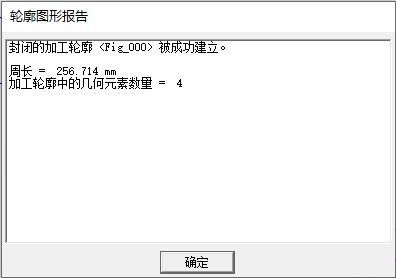 轮廓图形报告
封闭的加工轮廓 <Fig_000> 被成功建立。
周长 = 256.714 mm
加工轮廓中的几何元素数量 = 4
确定